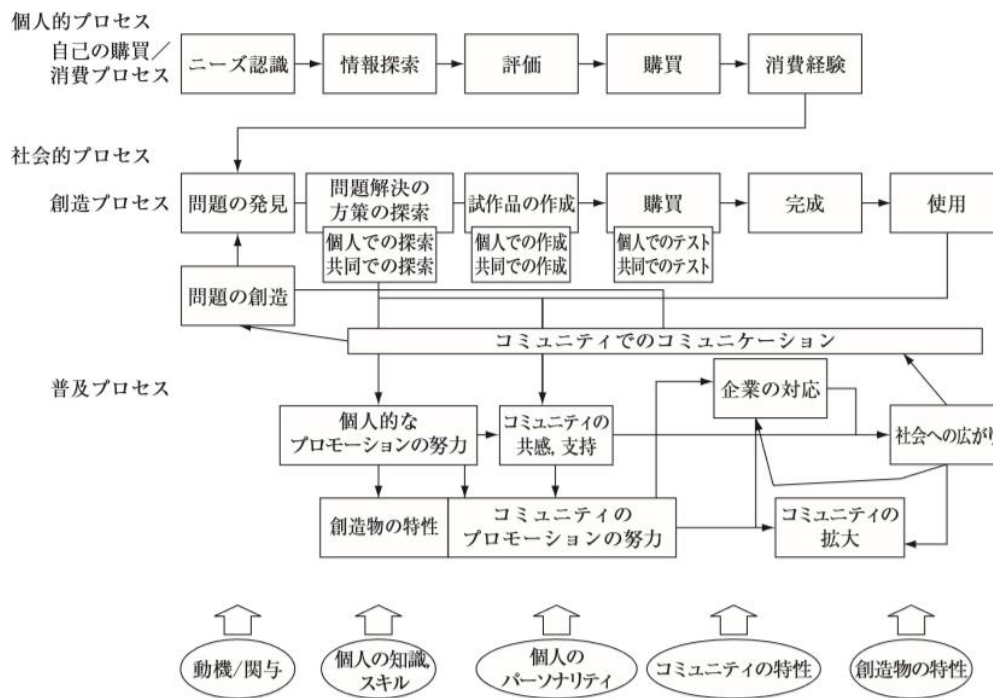 個人的プロセス
自己の購買／
消費プロセス
ニーズ認識
情報探索
評価
購買
消費経験
社会的プロセス
創造プロセス
問題の発見
問題解決の
方策の探索
試作品の作成
購買
完成
使用
個人での探索
共同での探索
個人での作成
共同での作成
個人でのテスト
共同でのテスト
問題の創造
コミュニティでのコミュニケーション
普及プロセス
企業の対応
個人的な
プロモーションの努力
コミュニティの
共感,支持
社会への広がり
創造物の特性
コミュニティの
プロモーションの努力
コミュニティの
拡大
動機/関与
個人の知識,
スキル
個人の
パーソナリティ
コミュニティの特性
創造物の特性